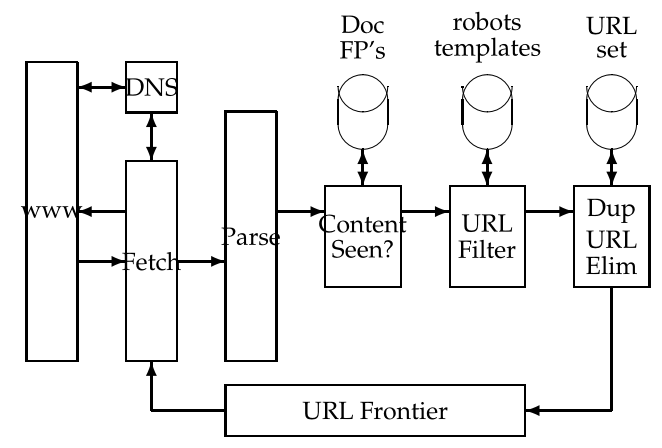 Doc
FP's
robots
templates
URL
set
DNS
www
Fetch
Parse
Content
Seen?
URL
Filter
Dup
URL
Elim
URL Frontier